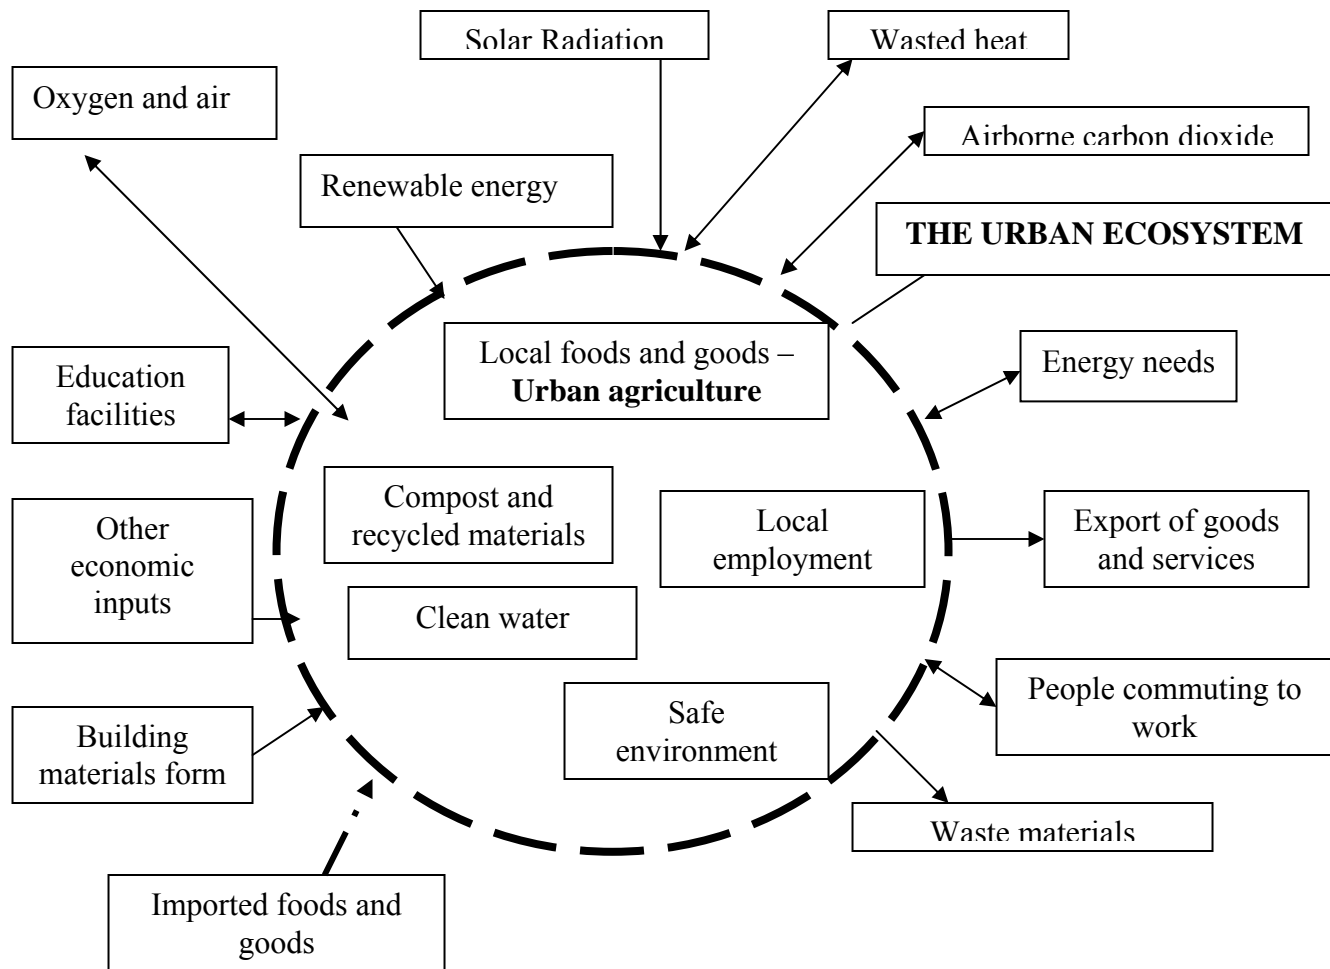 Solar Radiation
Wasted heat
Oxygen and air
Airborne carbon dioxide
Renewable energy
THE URBAN ECOSYSTEM
Local foods and goods –
Urban agriculture
Energy needs
Education
facilities
Compost and
recycled materials
Local
employment
Export of goods
and services
Other
economic
inputs
Clean water
People commuting to
work
Safe
environment
Building
materials form
Waste materials
Imported foods and
goods